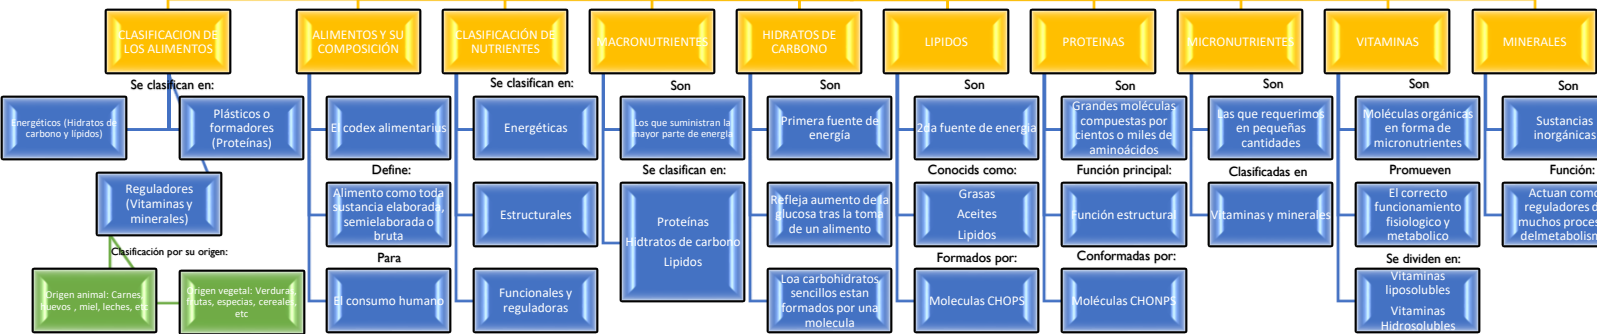 CLASIFICACION DE
LOS ALIMENTOS
Se clasifican en:
Energéticos (Hidratos de
carbono y lípidos)
Plásticos o
formadores
(Proteínas)
Reguladores
(Vitaminas y
minerales)
Clasificación por su origen:
Origen animal: Carnes,
huevos , miel, leches, etc
Origen vegetal: Verduras,
frutas, especias, cereales,
etc
ALIMENTOS Y SU
COMPOSICIÓN
El codex alimentarius
Define:
Alimento como toda
sustancia elaborada,
semielaborada o
bruta
Para
El consumo humano
CLASIFICACIÓN DE
NUTRIENTES
Se clasifican en:
Energéticas
Estructurales
Funcionales y
reguladoras
MACRONUTRIENTES
Son
Los que suministran la
mayor parte de energía
Se clasifican en:
Proteínas
Hidtratos de carbono
Lipidos
HIDRATOS DE
CARBONO
Son
Primera fuente de
energía
Refleja aumento de la
glucosa tras la toma
de un alimento
Loa carbohidratos
sencillos estan
formados por una
molecula
LIPIDOS
Son
2da fuente de energia
Conocids como:
Grasas
Aceites
Lipidos
Formados por:
Moleculas CHOPS
PROTEINAS
Son
Grandes moléculas
compuestas por
cientos o miles de
aminoácidos
Función principal:
Función estructural
Conformadas por:
Moléculas CHONPS
MICRONUTRIENTES
Son
Las que requerimos
en pequeñas
cantidades
Clasificadas en
Vitaminas y minerales
VITAMINAS
Son
Moléculas orgánicas
en forma de
micronutrientes
Promueven
El correcto
funcionamiento
fisiologico y
metabolico
Se dividen en:
Vitaminas
liposolubles
Vitaminas
Hidrosolubles
MINERALES
Son
Sustancias
inorgánicas
Función:
Actuan como
reguladores
muchos